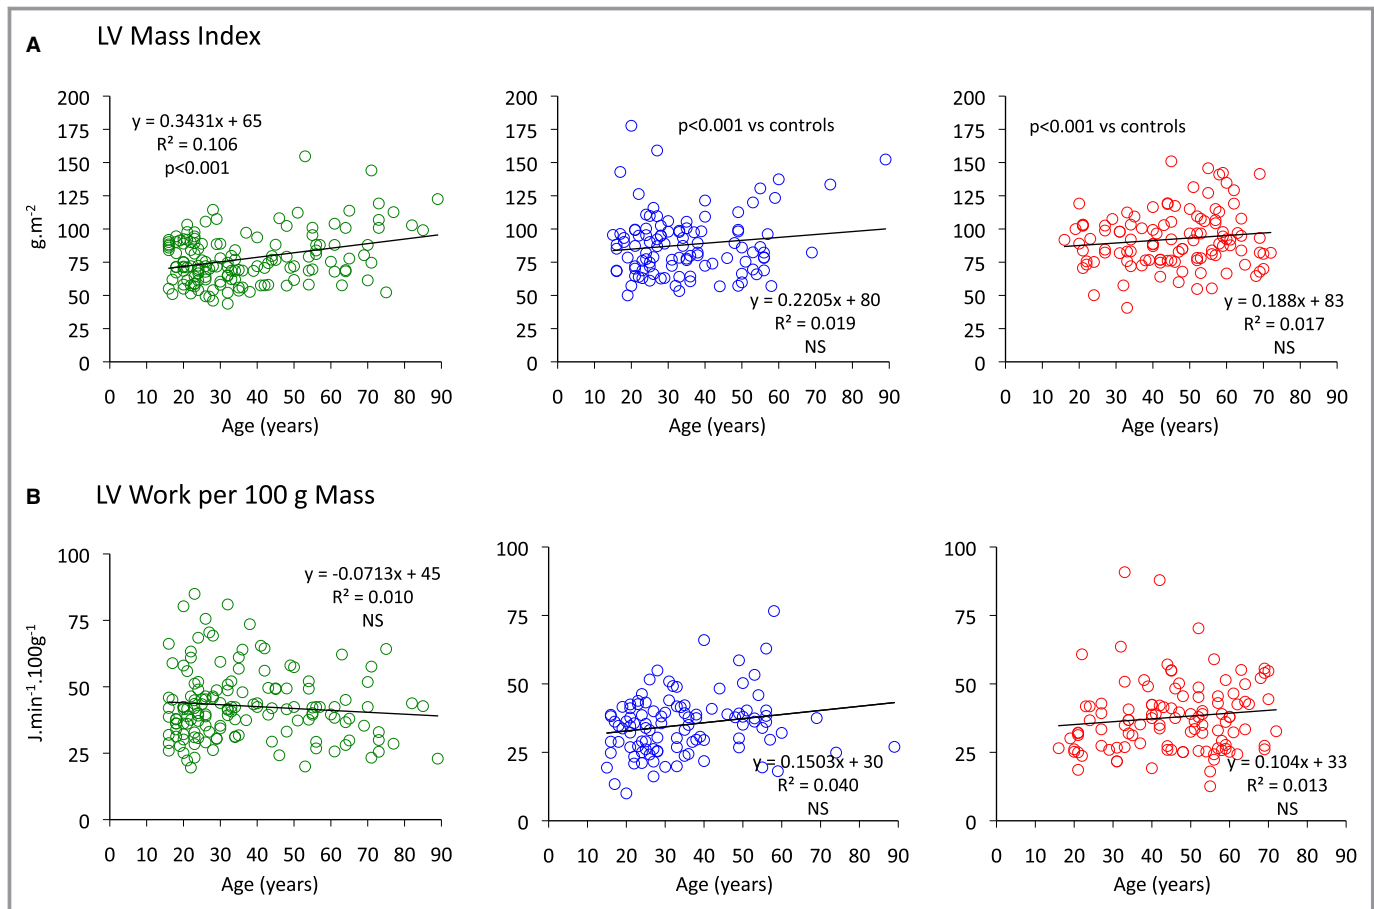 A
LV Mass Index
g.m⁻²
200
175
150
125
100
75
50
25
0
0 10 20 30 40 50 60 70 80 90
Age (years)
y = 0.3431x + 65
R² = 0.106
p<0.001
200
175
150
125
100
75
50
25
0
0 10 20 30 40 50 60 70 80 90
Age (years)
p<0.001 vs controls
y = 0.2205x + 80
R² = 0.019
NS
200
175
150
125
100
75
50
25
0
0 10 20 30 40 50 60 70 80 90
Age (years)
p<0.001 vs controls
y = 0.188x + 83
R² = 0.017
NS
B
LV Work per 100 g Mass
J.min⁻¹.100g⁻¹
100
75
50
25
0
0 10 20 30 40 50 60 70 80 90
Age (years)
y = -0.0713x + 45
R² = 0.010
NS
100
75
50
25
0
0 10 20 30 40 50 60 70 80 90
Age (years)
y = 0.1503x + 30
R² = 0.040
NS
100
75
50
25
0
0 10 20 30 40 50 60 70 80 90
Age (years)
y = 0.104x + 33
R² = 0.013
NS